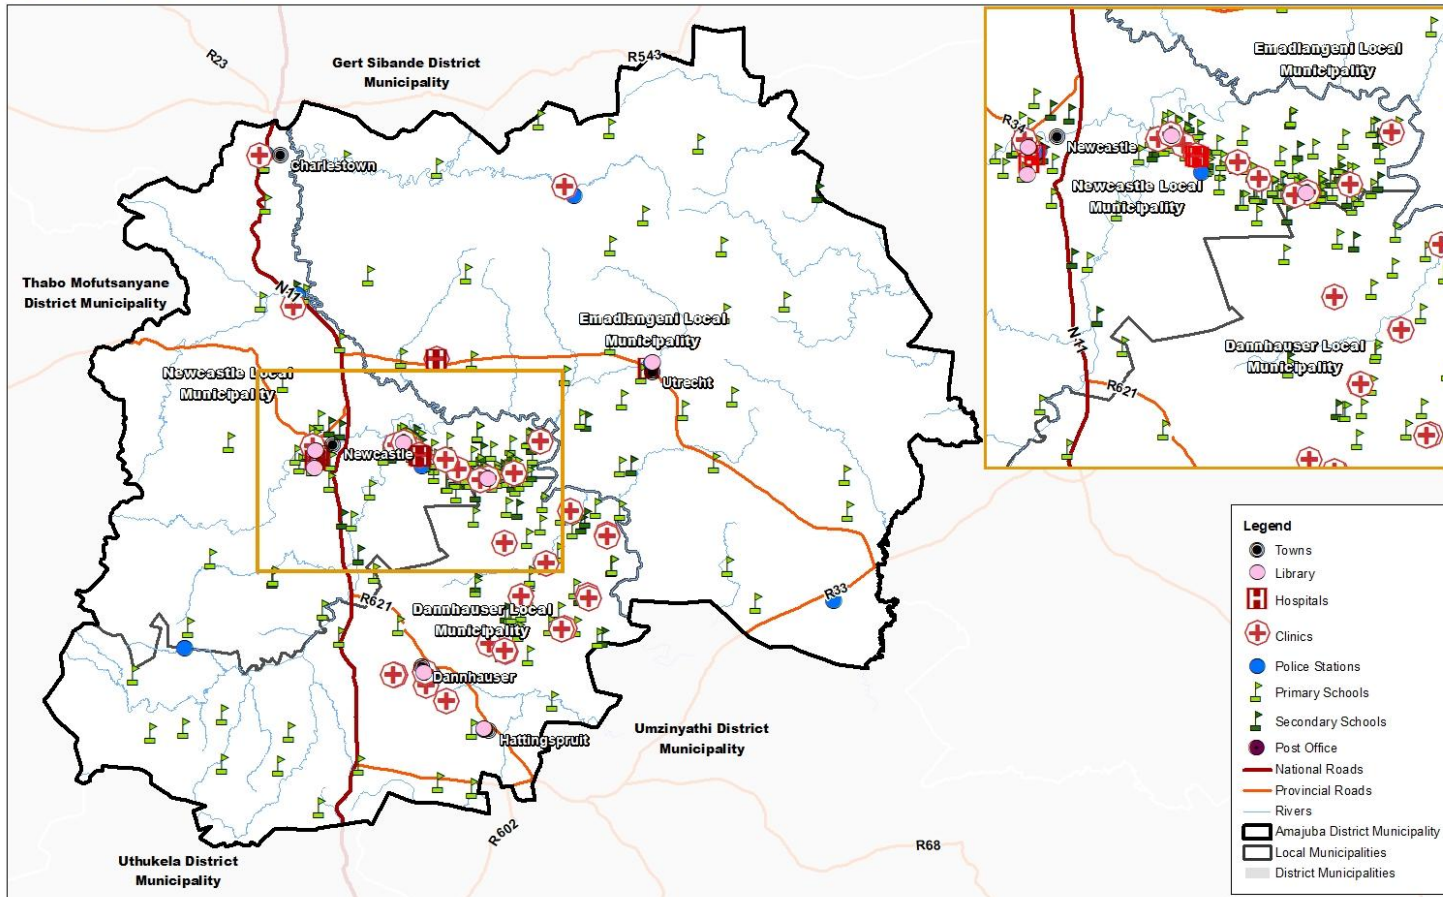 R23
Gert Sibande District
Municipality
R543
Charlestown
Thabo Mofutsanyane
District Municipality
N11
Emadlangeni Local
Municipality
Newcastle Local
Municipality
Utrecht
Newcastle
R621
Dannhauser Local
Municipality
R33
Dannhauser
Hattingspruit
Umzinyathi District
Municipality
R602
R68
Uthukela District
Municipality
Emadlangeni Local
Municipality
R34
Newcastle
Newcastle Local
Municipality
N11
Dannhauser Local
Municipality
R621
Legend
Towns
Library
Hospitals
Clinics
Police Stations
Primary Schools
Secondary Schools
Post Office
National Roads
Provincial Roads
Rivers
Amajuba District Municipality
Local Municipalities
District Municipalities